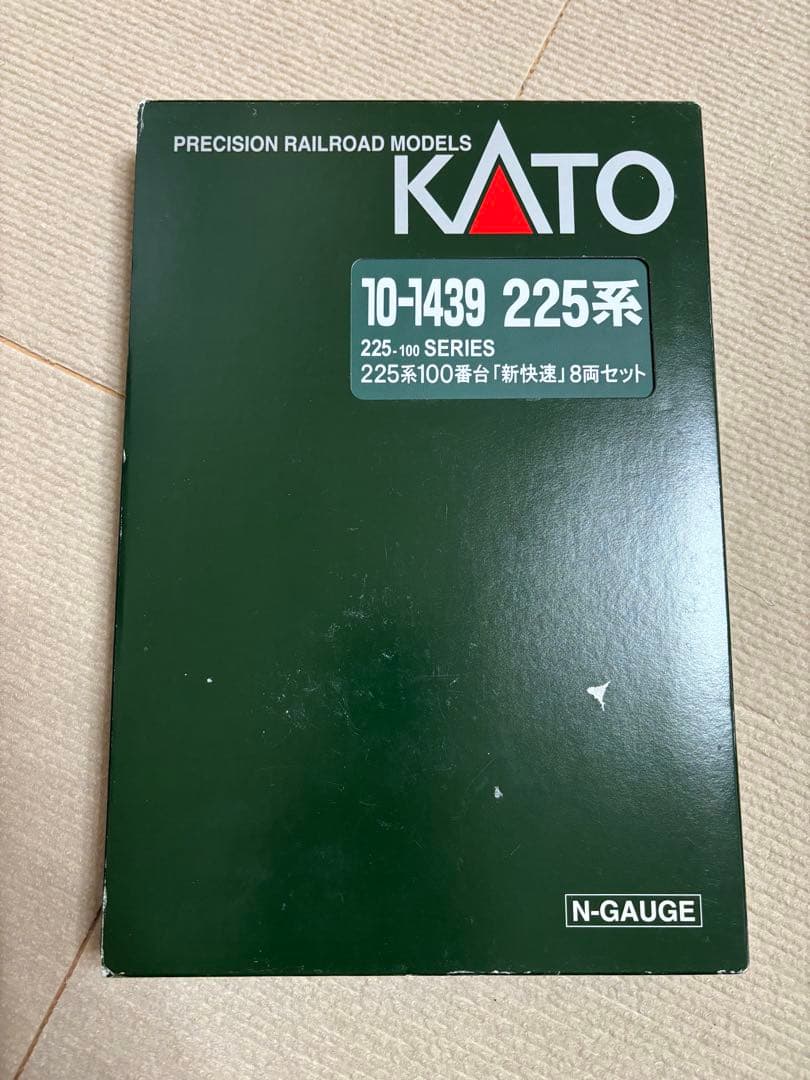 PRECISION RAILROAD MODELS
KATO
10-1439 225系
225-100 SERIES
225系100番台「新快速」8両セット
N-GAUGE